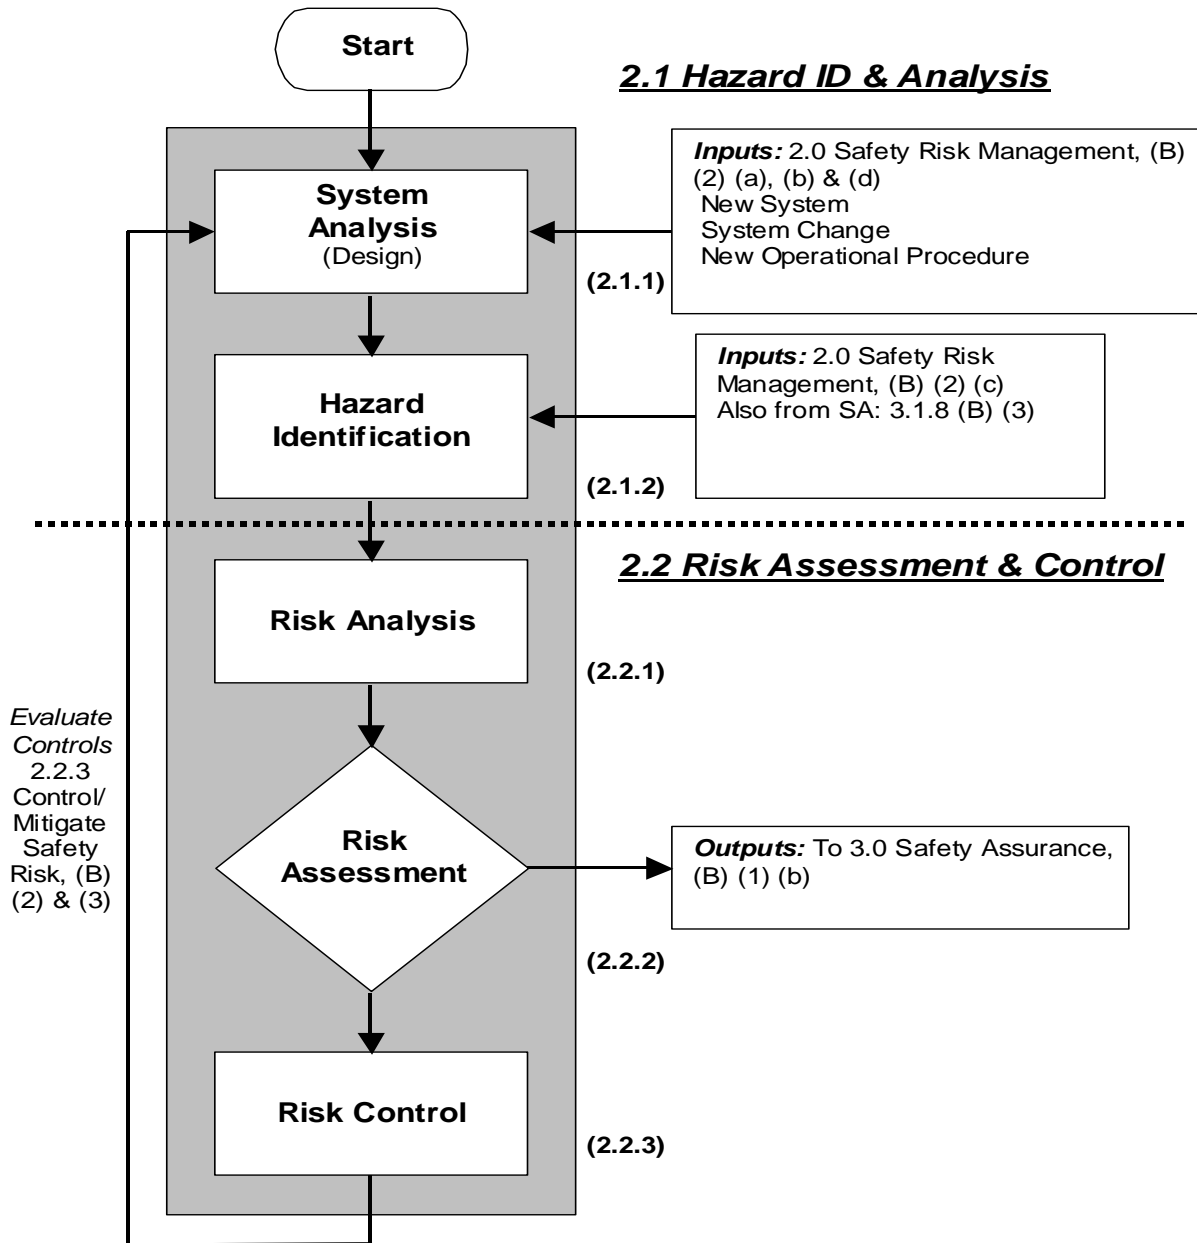 Start
2.1 Hazard ID & Analysis
System
Analysis
(Design)
Inputs: 2.0 Safety Risk Management, (B)
(2) (a), (b) & (d)
New System
System Change
New Operational Procedure
(2.1.1)
Hazard
Identification
Inputs: 2.0 Safety Risk
Management, (B) (2) (c)
Also from SA: 3.1.8 (B) (3)
(2.1.2)
2.2 Risk Assessment & Control
Risk Analysis
(2.2.1)
Evaluate
Controls
2.2.3
Control/
Mitigate
Safety
Risk, (B)
(2) & (3)
Risk
Assessment
Outputs: To 3.0 Safety Assurance,
(B) (1) (b)
(2.2.2)
Risk Control
(2.2.3)